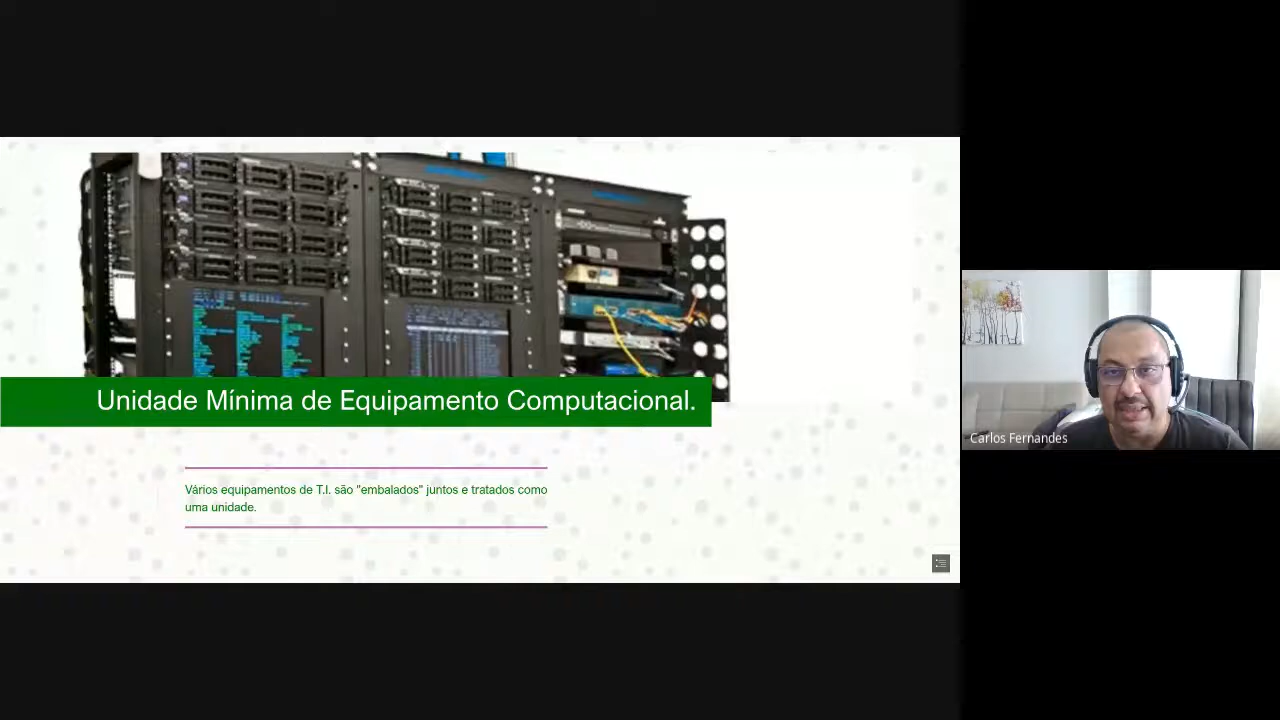 Unidade Mínima de Equipamento Computacional.
Vários equipamentos de T.I. são "embalados" juntos e tratados como
uma unidade.
Carlos Fernandes